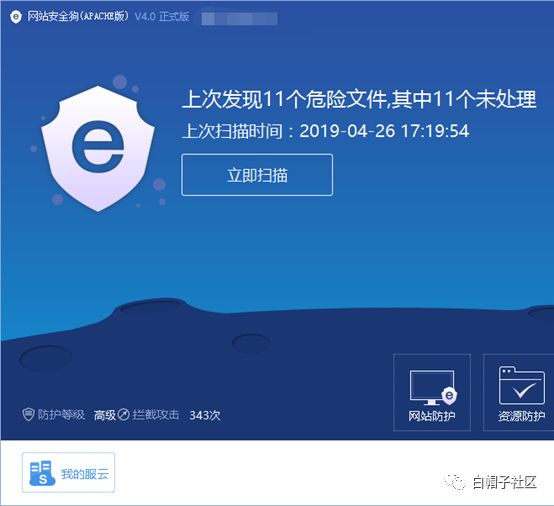 网站安全狗(APACHE版) V4.0 正式版
上次发现11个危险文件,其中11个未处理
上次扫描时间：2019-04-26 17:19:54
立即扫描
网站防护 资源防护
防护等级 高级 拦截攻击 343次
我的服云
白帽子社区